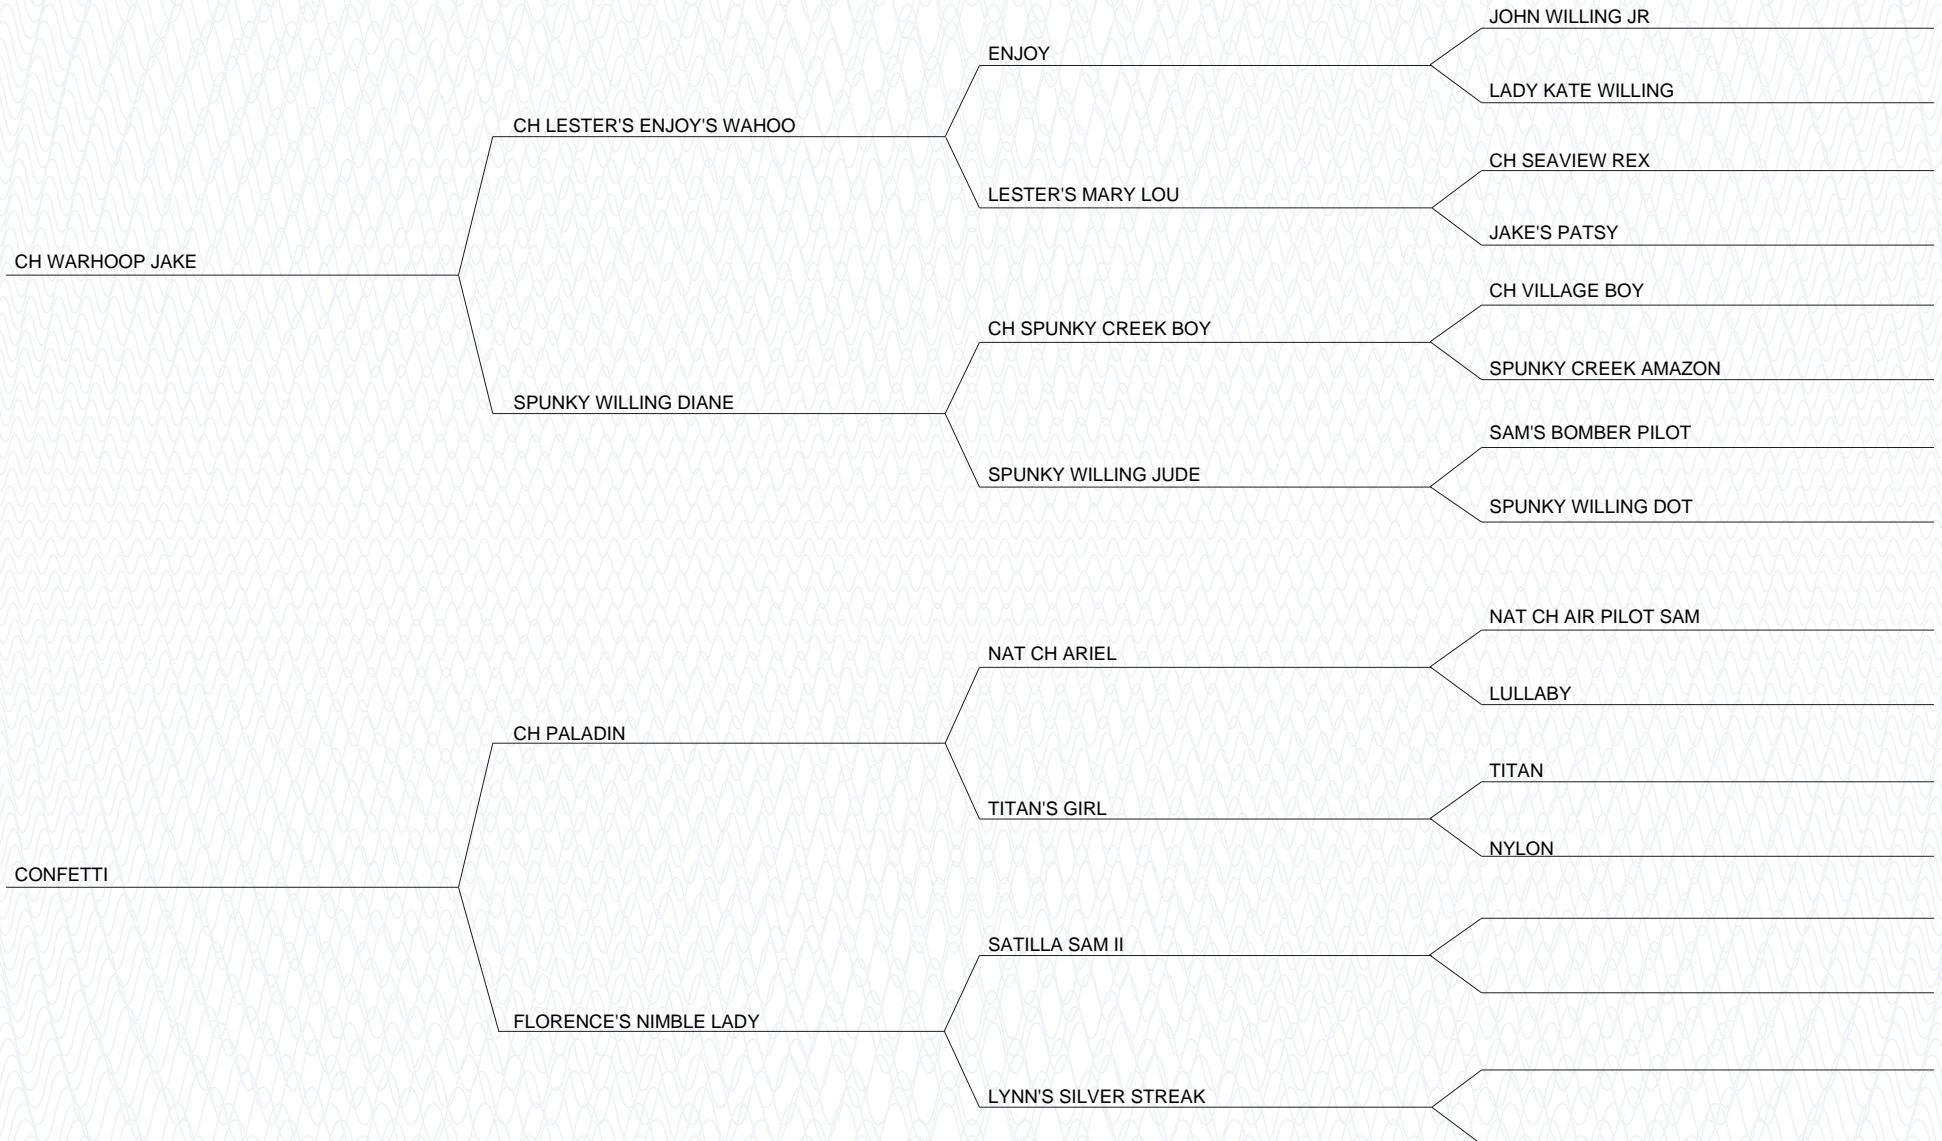 JOHN WILLING JR
ENJOY
LADY KATE WILLING
CH LESTER'S ENJOY'S WAHOO
CH SEAVIEW REX
LESTER'S MARY LOU
JAKE'S PATSY
CH WARHOOP JAKE
CH VILLAGE BOY
CH SPUNKY CREEK BOY
SPUNKY CREEK AMAZON
SPUNKY WILLING DIANE
SAM'S BOMBER PILOT
SPUNKY WILLING JUDE
SPUNKY WILLING DOT
NAT CH AIR PILOT SAM
NAT CH ARIEL
LULLABY
CH PALADIN
TITAN
TITAN'S GIRL
NYLON
CONFETTI
SATILLA SAM II
FLORENCE'S NIMBLE LADY
LYNN'S SILVER STREAK